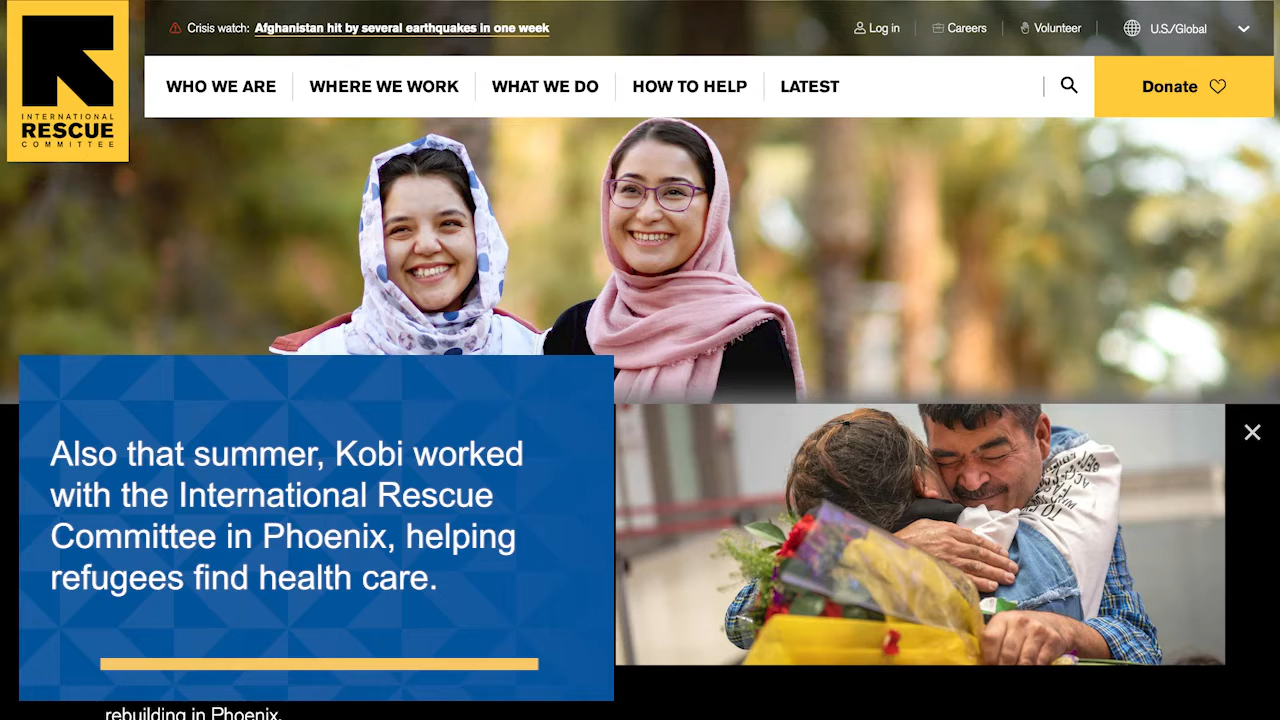 Crisis watch: Afghanistan hit by several earthquakes in one week
Log in
Careers
Volunteer
U.S./Global
INTERNATIONAL
RESCUE
COMMITTEE
WHO WE ARE
WHERE WE WORK
WHAT WE DO
HOW TO HELP
LATEST
Donate
Also that summer, Kobi worked
with the International Rescue
Committee in Phoenix, helping
refugees find health care.
rebuilding in Phoenix.